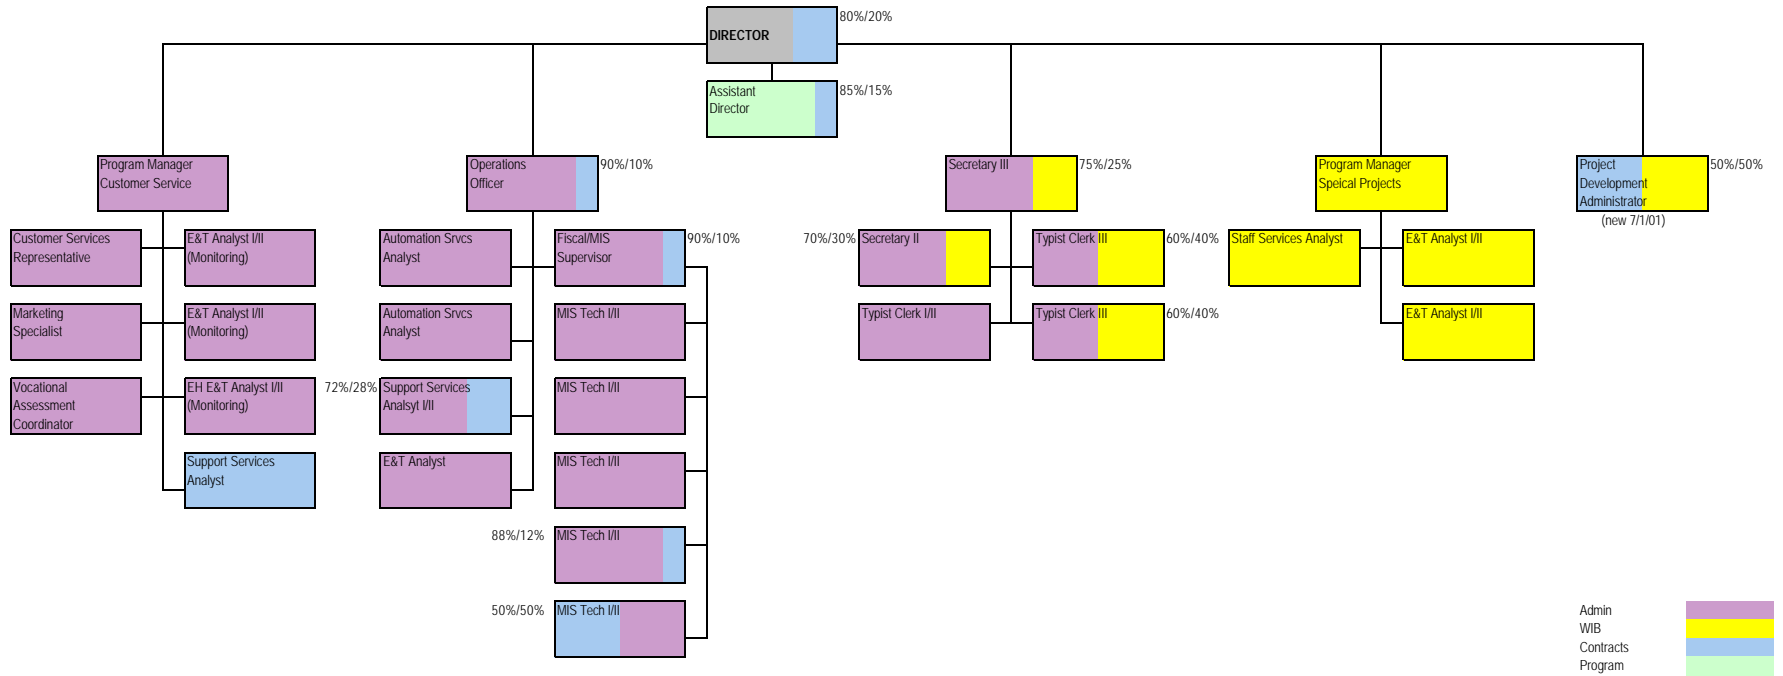 80%/20%
DIRECTOR
Assistant
Director
85%/15%
Program Manager
Customer Service
Operations
Officer
90%/10%
Secretary III
75%/25%
Program Manager
Speical Projects
Project
Development
Administrator
50%/50%
(new 7/1/01)
Customer Services
Representative
E&T Analyst I/II
(Monitoring)
Marketing
Specialist
E&T Analyst I/II
(Monitoring)
Vocational
Assessment
Coordinator
EH E&T Analyst I/II
(Monitoring)
Support Services
Analyst
Automation Srvcs
Analyst
Fiscal/MIS
Supervisor
90%/10%
Automation Srvcs
Analyst
MIS Tech I/II
72%/28%
Support Services
Analsyt I/II
MIS Tech I/II
E&T Analyst
MIS Tech I/II
88%/12%
MIS Tech I/II
50%/50%
MIS Tech I/II
70%/30%
Secretary II
Typist Clerk III
60%/40%
Typist Clerk I/II
Typist Clerk III
60%/40%
Staff Services Analyst
E&T Analyst I/II
E&T Analyst I/II
Admin
WIB
Contracts
Program